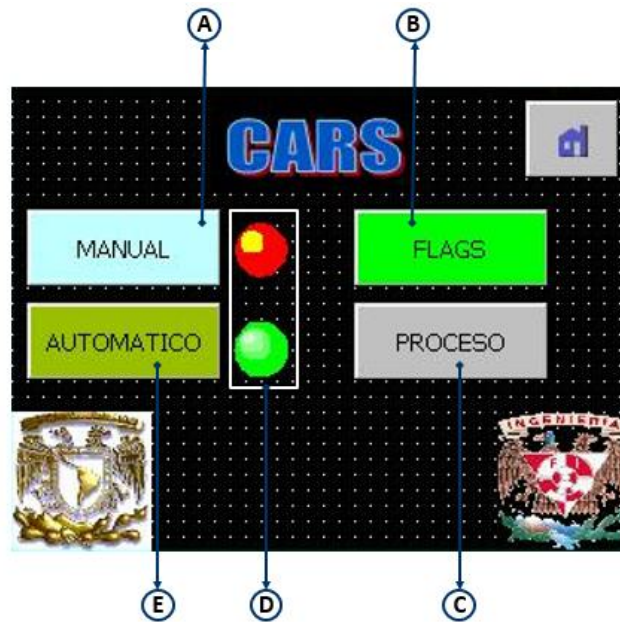 A
B
CARS
MANUAL
FLAGS
AUTOMATICO
PROCESO
INGENIERIA
E
D
C